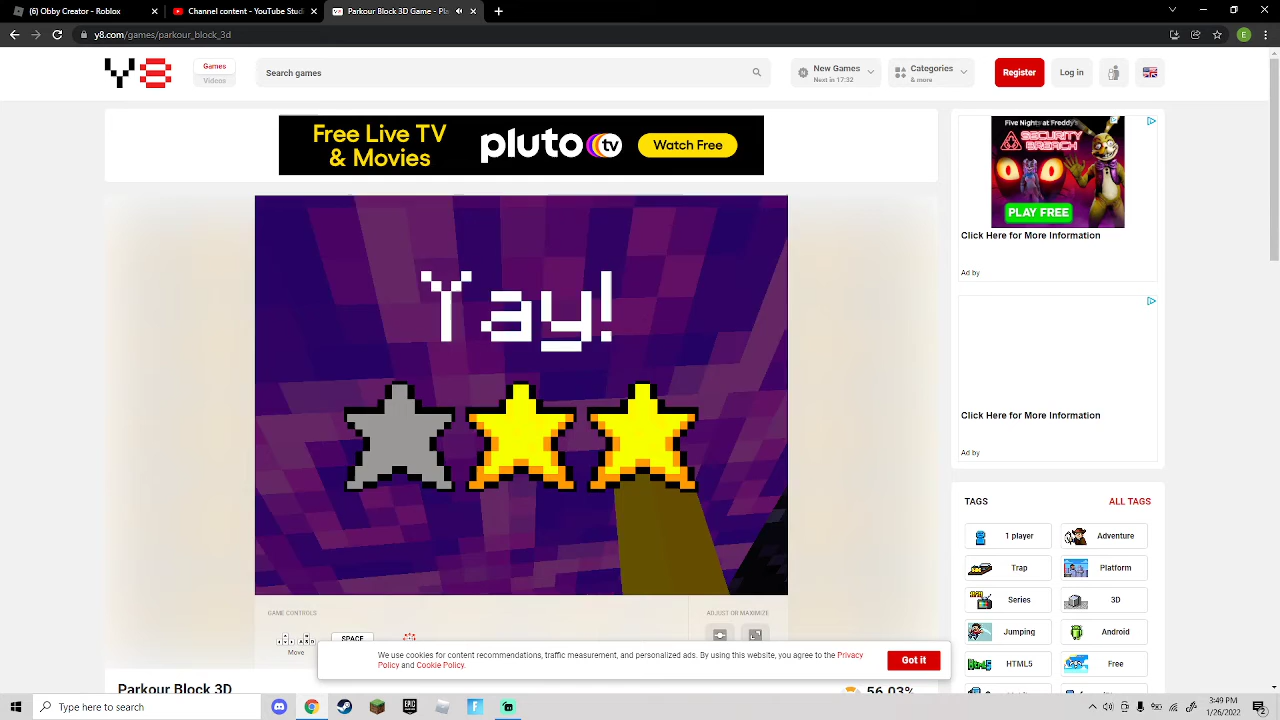 (6) Obby Creator - Roblox
Channel content - YouTube Stud
Parkour Block 3D Game - Pl
y8.com/games/parkour_block_3d
E
Y8
Games
Videos
Search games
New Games
Next in 17:32
Categories
& more
Register
Log in
Free Live TV
& Movies
pluto tv
Watch Free
Five Nights at Freddy's
SECURITY
BREACH
PLAY FREE
Click Here for More Information
Ad by
Yay!
Click Here for More Information
Ad by
TAGS
ALL TAGS
1 player
Adventure
Trap
Platform
Series
3D
Jumping
Android
HTML5
Free
GAME CONTROLS
ADJUST OR MAXIMIZE
SPACE
Move
We use cookies for content recommendations, traffic measurement, and personalized ads. By using this website, you agree to the Privacy
Policy and Cookie Policy.
Got it
Parkour Block 3D
56.03%
Type here to search
3:49 PM
1/26/2022